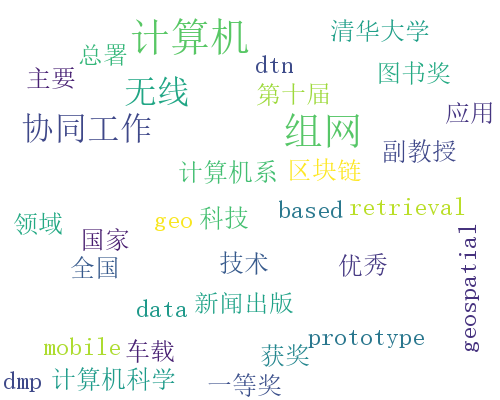 计算机
清华大学
总署
dtn
主要
图书奖
无线
第十届
应用
协同工作
组网
副教授
计算机系
区块链
领域
geo
科技
based
retrieval
国家
全国
技术
优秀
geospatial
data
新闻出版
mobile
车载
获奖
prototype
dmp
计算机科学
一等奖